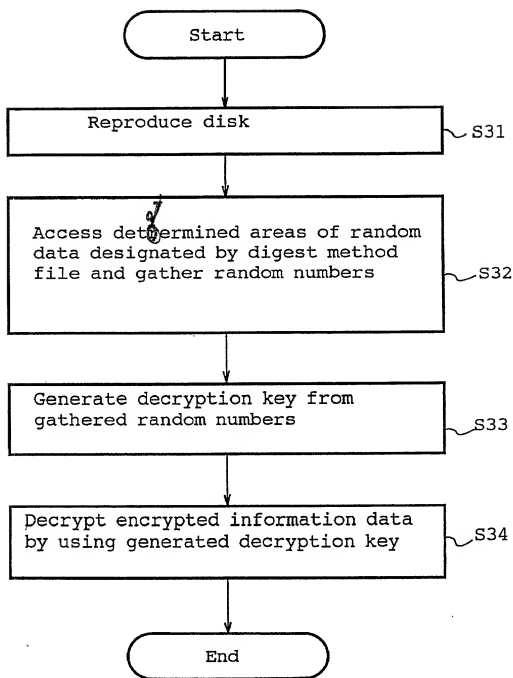 Start
Reproduce disk
S31
Access determined areas of random
data designated by digest method
file and gather random numbers
S32
Generate decryption key from
gathered random numbers
S33
Decrypt encrypted information data
by using generated decryption key
S34
End